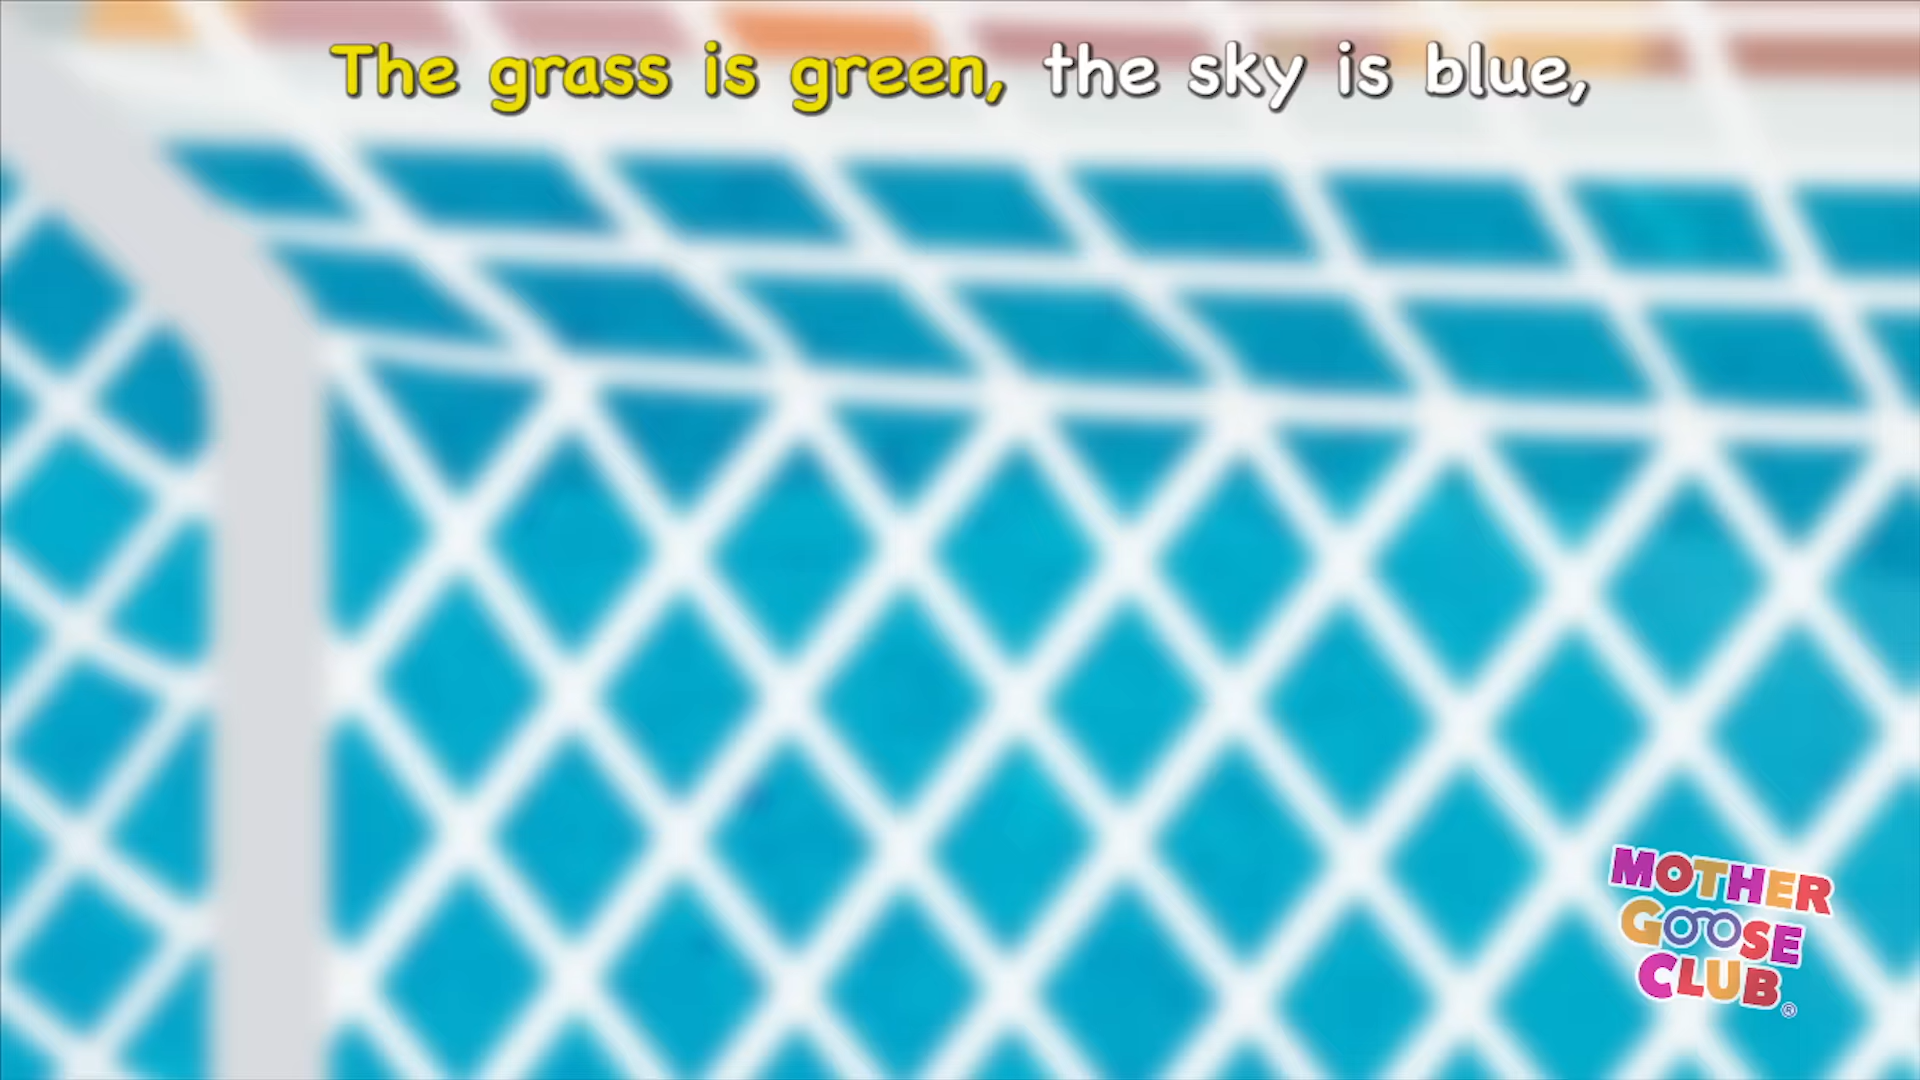 The grass is green, the sky is blue,
MOTHER
GOOSE
CLUB®